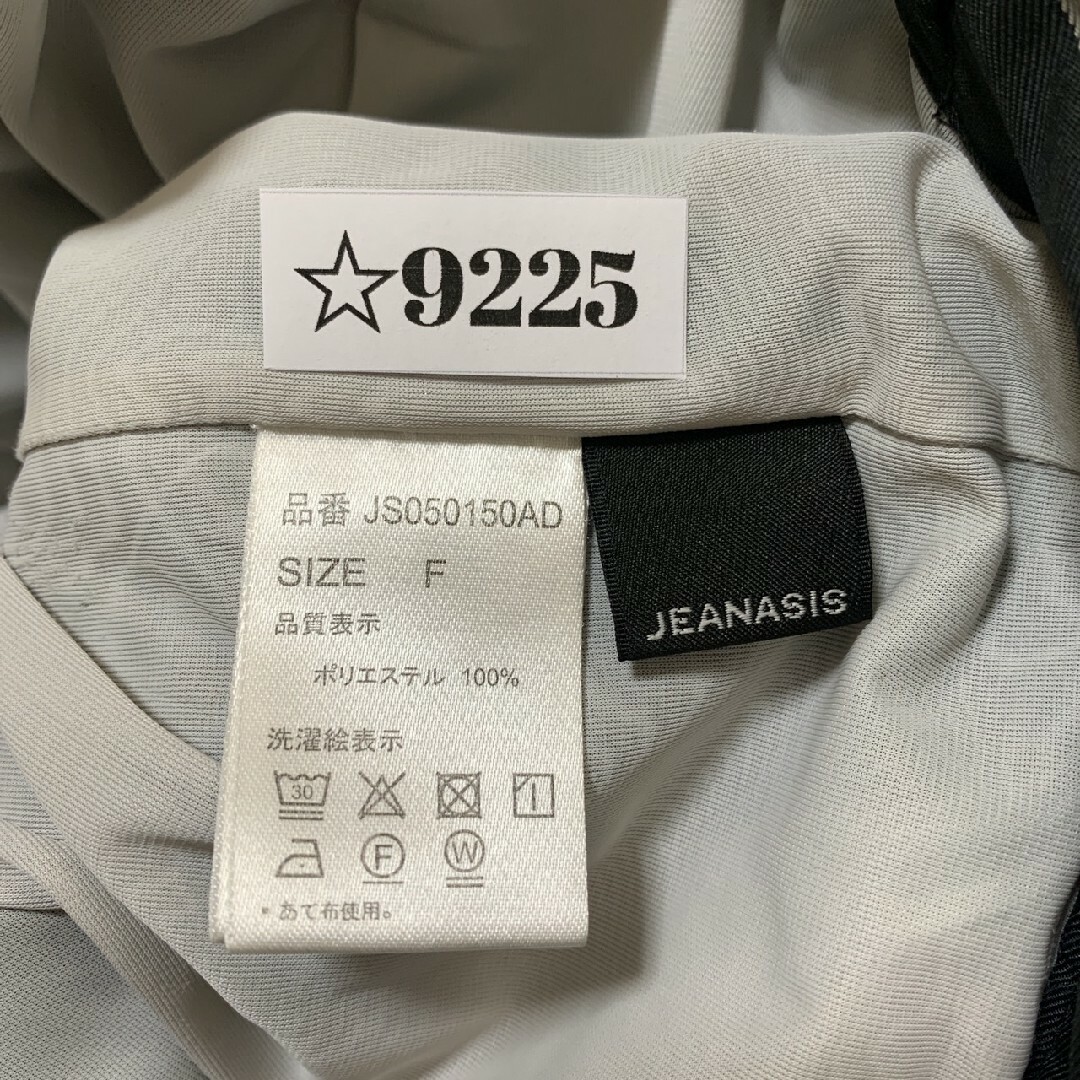 ☆9225
品番 JS050150AD
SIZE F
品質表示
ポリエステル 100%
洗濯絵表示
30
F W
・あて布使用。
JEANASIS